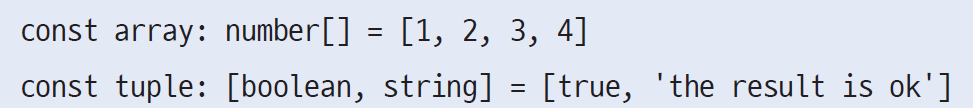 const array: number[] = [1, 2, 3, 4]
const tuple: [boolean, string] = [true, 'the result is ok']